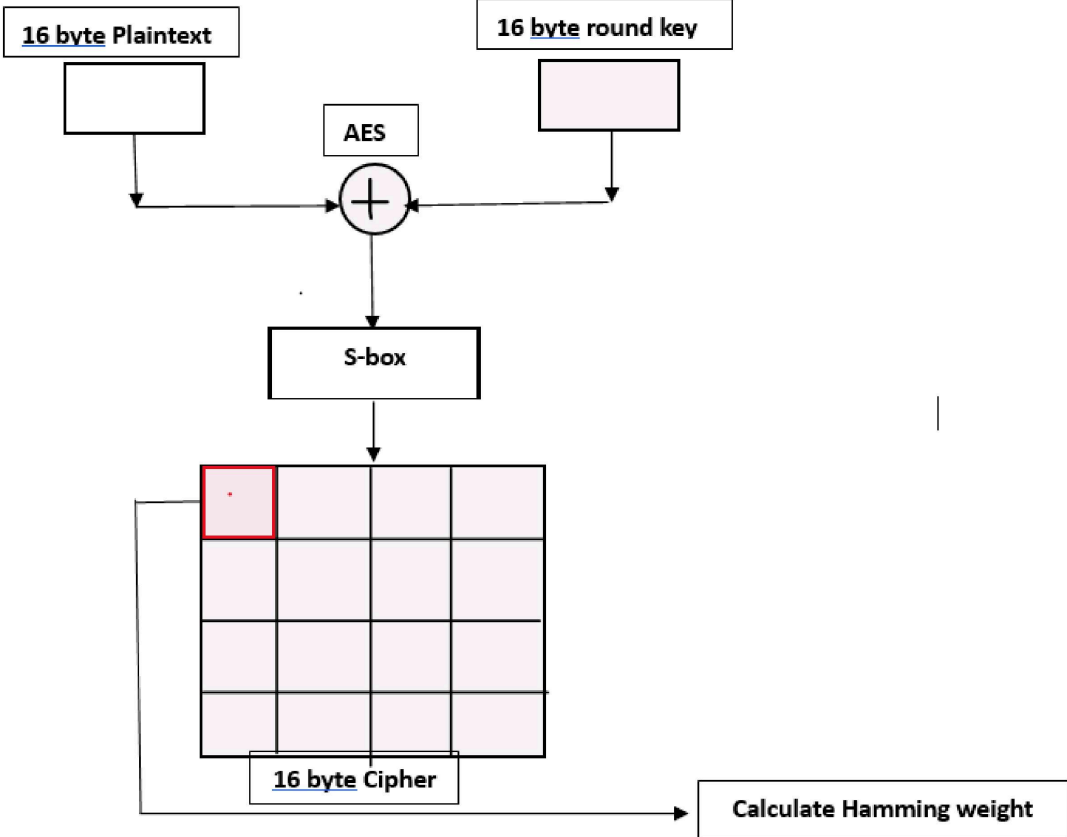 16 byte Plaintext
16 byte round key
AES
S-box
16 byte Cipher
Calculate Hamming weight